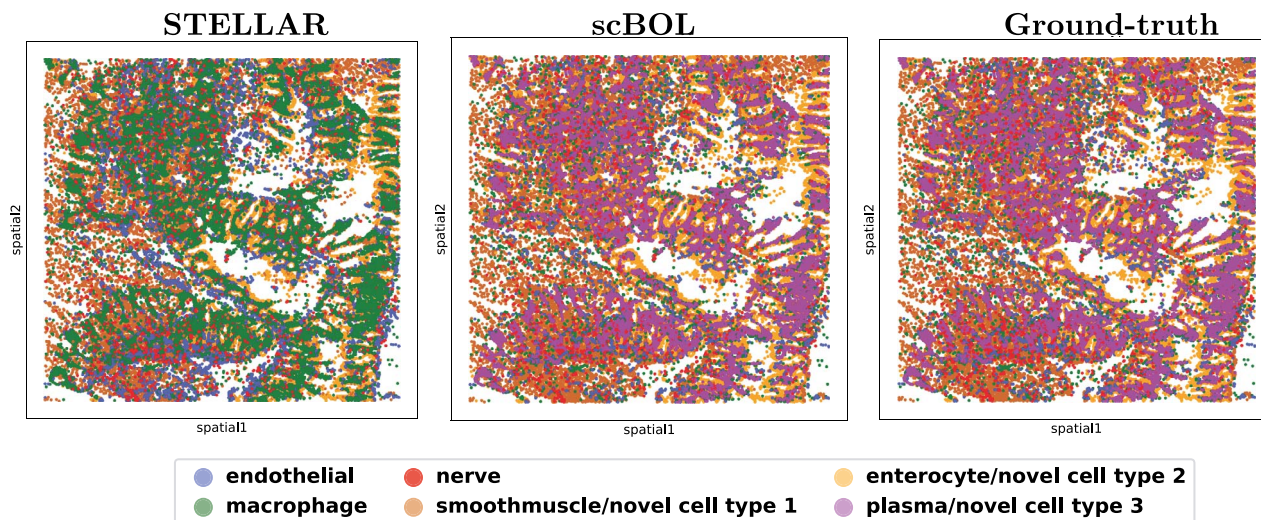 STELLAR scBOL Ground-truth
spatial2 spatial2 spatial2
spatial1 spatial1 spatial1
endothelial nerve enterocyte/novel cell type 2
macrophage smoothmuscle/novel cell type 1 plasma/novel cell type 3